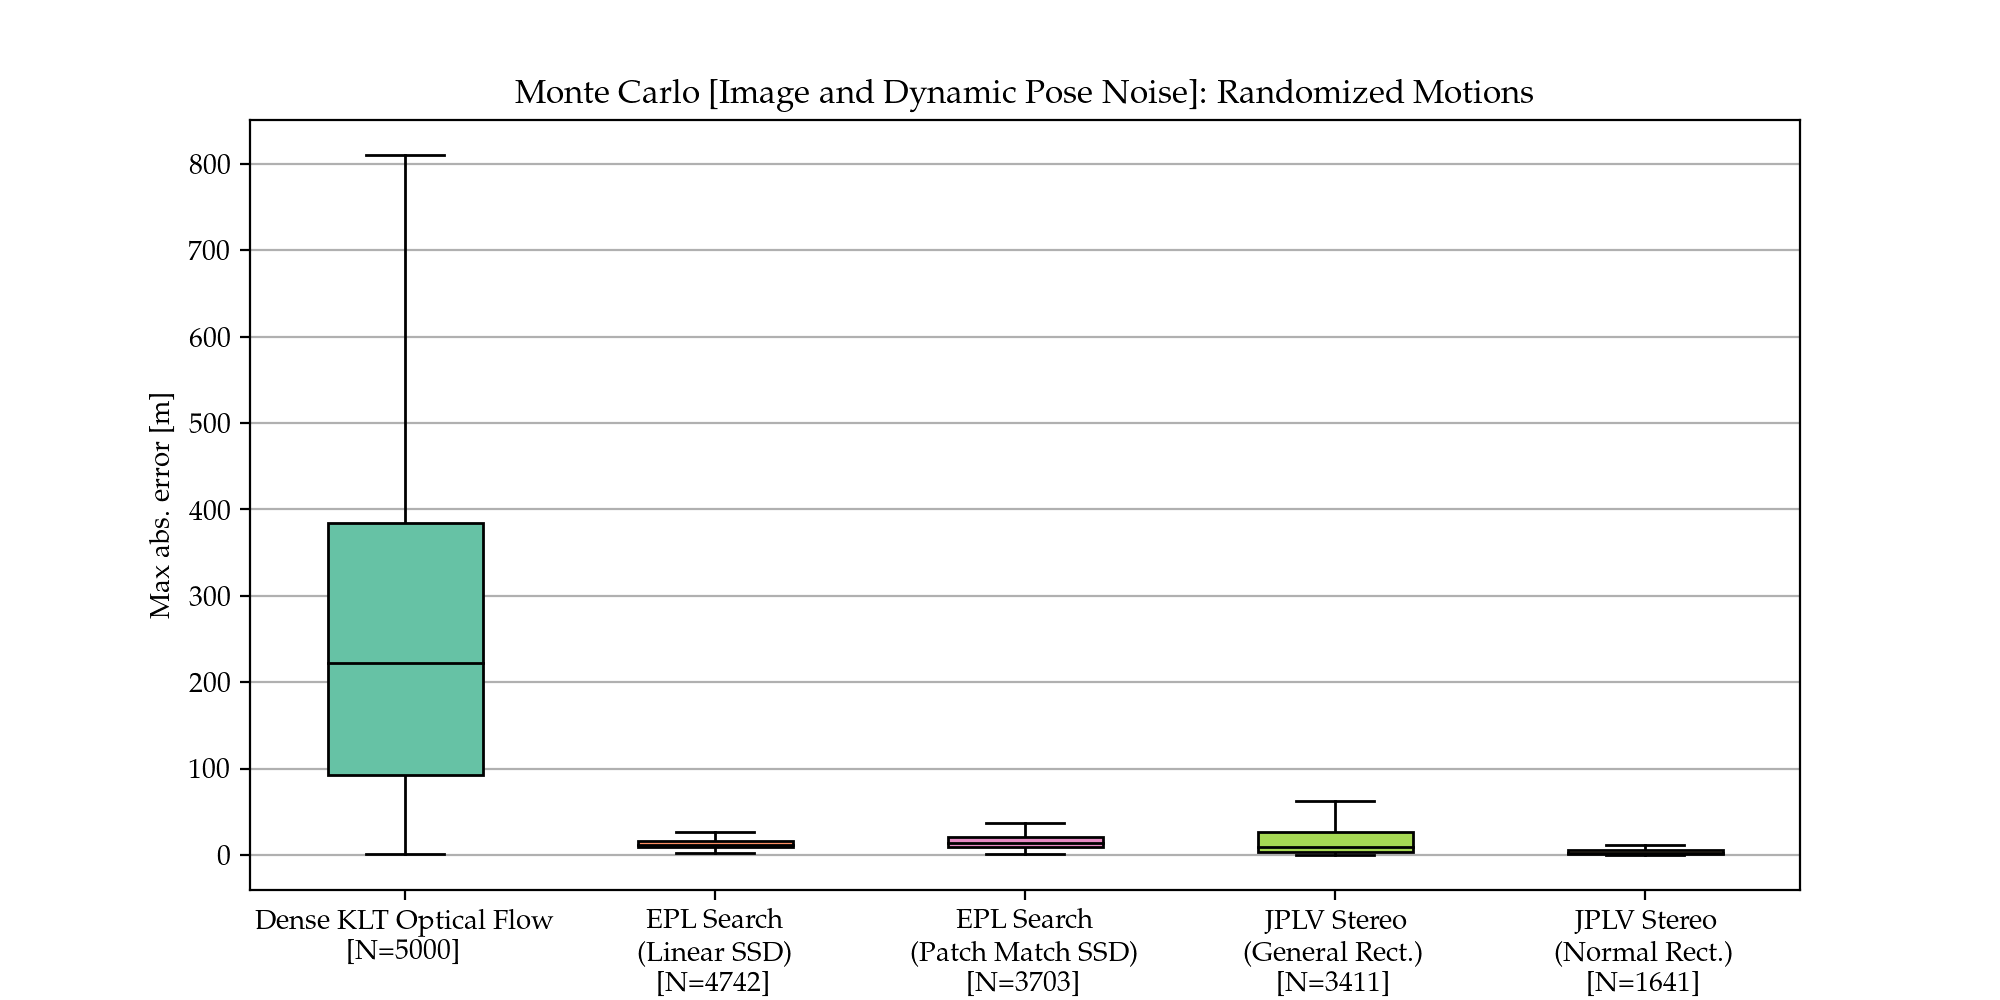 Monte Carlo [Image and Dynamic Pose Noise]: Randomized Motions
Max abs. error [m]
800
700
600
500
400
300
200
100
0
Dense KLT Optical Flow
[N=5000]
EPL Search
(Linear SSD)
[N=4742]
EPL Search
(Patch Match SSD)
[N=3703]
JPLV Stereo
(General Rect.)
[N=3411]
JPLV Stereo
(Normal Rect.)
[N=1641]